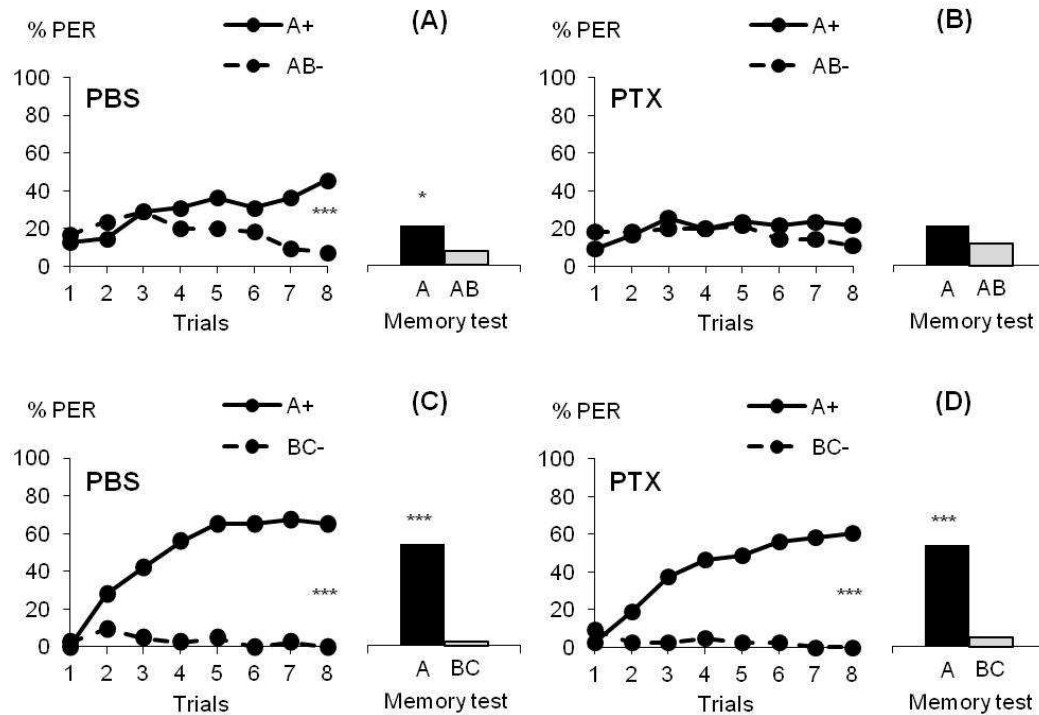 % PER
A+
(A)
AB-
100
80
60
40
20
0
PBS
***
1 2 3 4 5 6 7 8
Trials
*
A AB
Memory test
% PER
A+
(B)
AB-
100
80
60
40
20
0
PTX
1 2 3 4 5 6 7 8
Trials
A AB
Memory test
% PER
A+
(C)
BC-
100
80
60
40
20
0
PBS
***
1 2 3 4 5 6 7 8
Trials
***
A BC
Memory test
% PER
A+
(D)
BC-
100
80
60
40
20
0
PTX
***
1 2 3 4 5 6 7 8
Trials
***
A BC
Memory test